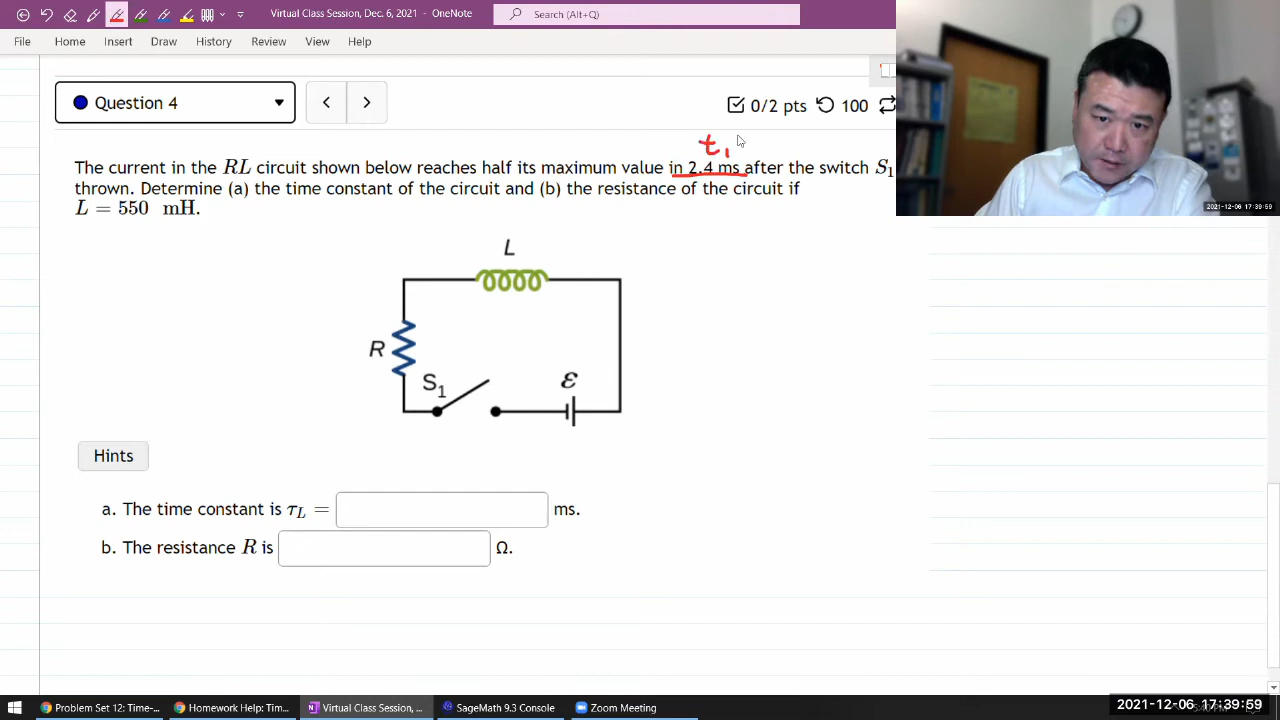 Virtual Class Session, Dec. 6, 2021 - OneNote
Search (Alt+Q)
File Home Insert Draw History Review View Help
Question 4
0/2 pts 100
t₁
The current in the RL circuit shown below reaches half its maximum value in 2.4 ms after the switch S₁
thrown. Determine (a) the time constant of the circuit and (b) the resistance of the circuit if
L = 550 mH.
L
R
S₁
ε
Hints
a. The time constant is τ_L = ms.
b. The resistance R is Ω.
2021-12-06 17:39:59
Problem Set 12: Time-... Homework Help: Tim... Virtual Class Session, ... SageMath 9.3 Console Zoom Meeting
2021-12-06 17:39:59